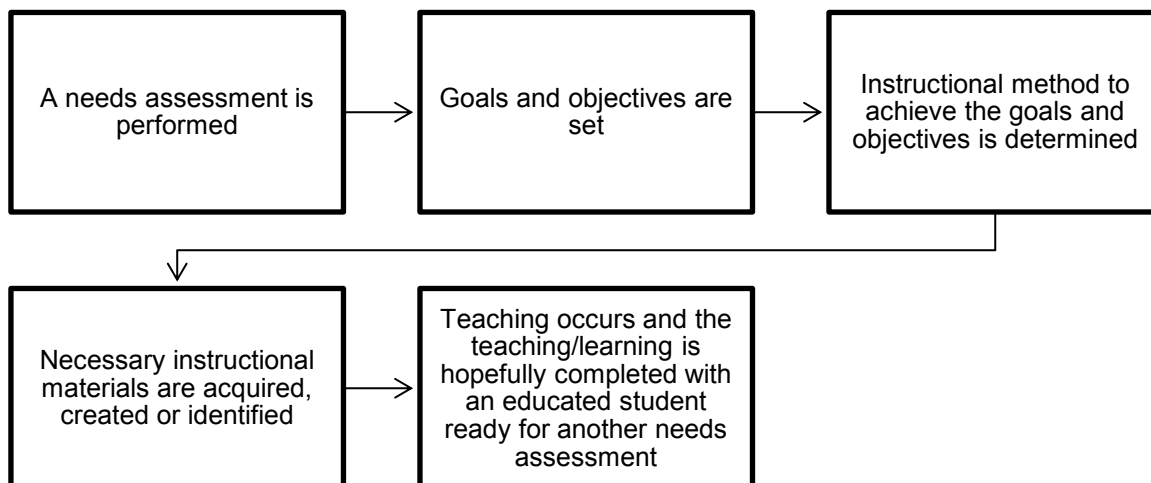 A needs assessment is
performed
Goals and objectives are
set
Instructional method to
achieve the goals and
objectives is determined
Necessary instructional
materials are acquired,
created or identified
Teaching occurs and the
teaching/learning is
hopefully completed with
an educated student
ready for another needs
assessment